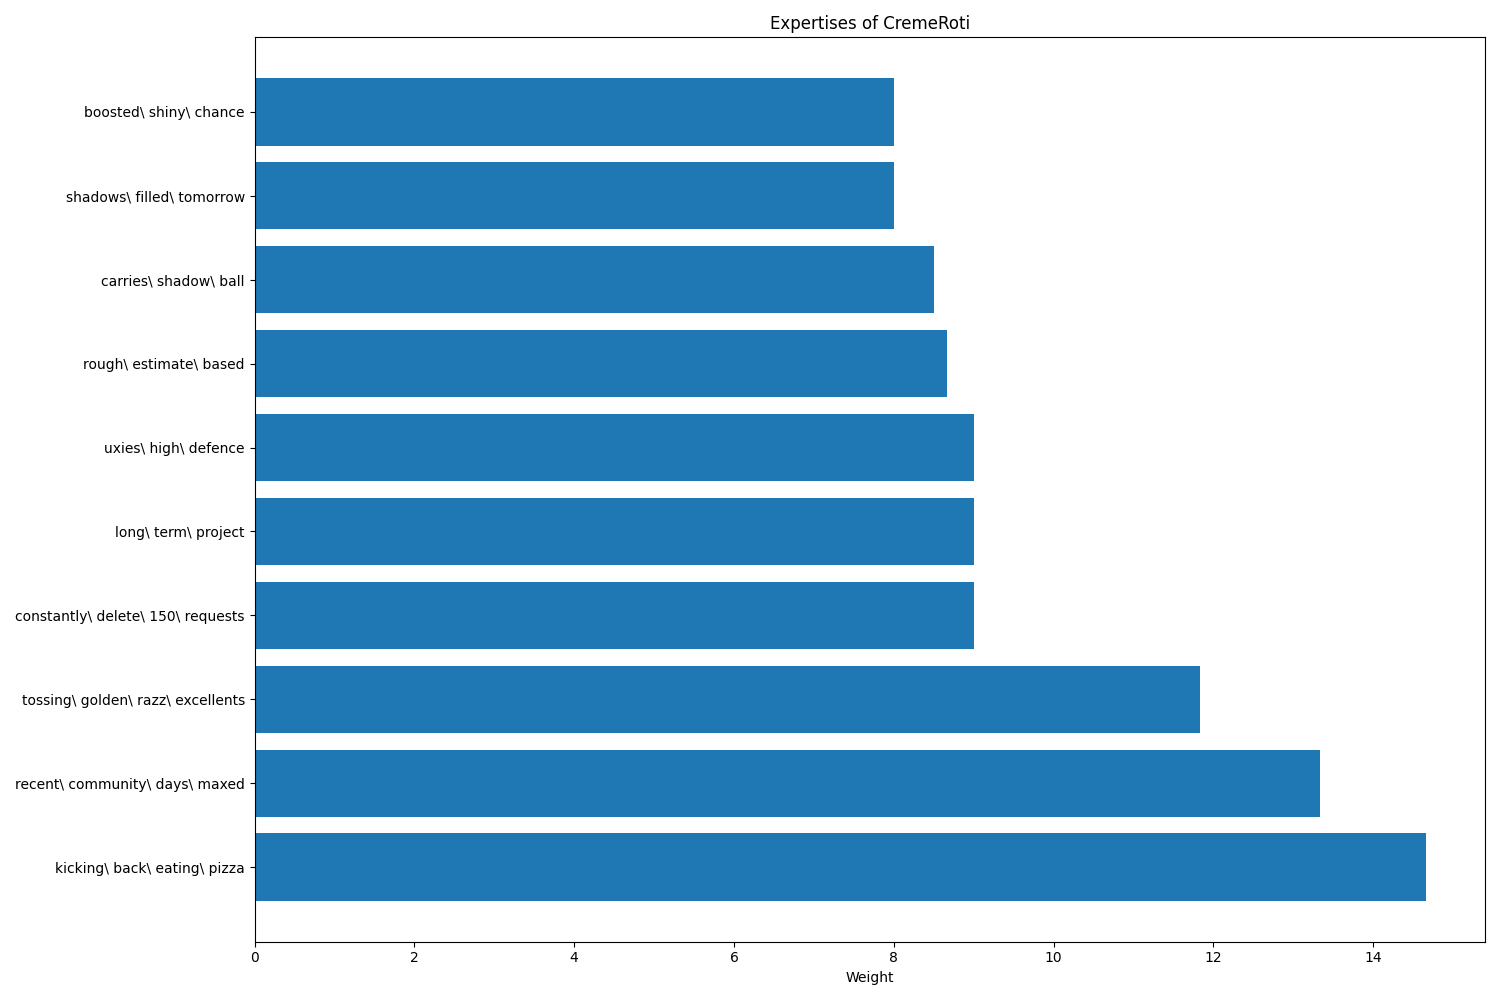 Expertises of CremeRoti
boosted\ shiny\ chance
shadows\ filled\ tomorrow
carries\ shadow\ ball
rough\ estimate\ based
uxies\ high\ defence
long\ term\ project
constantly\ delete\ 150\ requests
tossing\ golden\ razz\ excellents
recent\ community\ days\ maxed
kicking\ back\ eating\ pizza
0 2 4 6 8 10 12 14
Weight